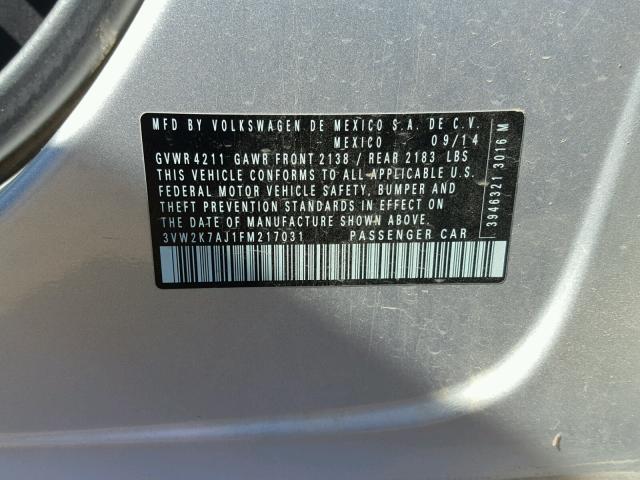 MFD BY VOLKSWAGEN DE MEXICO S.A. DE C.V.
MEXICO 09/14
GVWR 4211 GAWR FRONT 2138 / REAR 2183 LBS
THIS VEHICLE CONFORMS TO ALL APPLICABLE U.S.
FEDERAL MOTOR VEHICLE SAFETY, BUMPER AND
THEFT PREVENTION STANDARDS IN EFFECT ON
THE DATE OF MANUFACTURE SHOWN ABOVE.
3VW2K7AJ1FM217031 PASSENGER CAR
3946321 3016 M